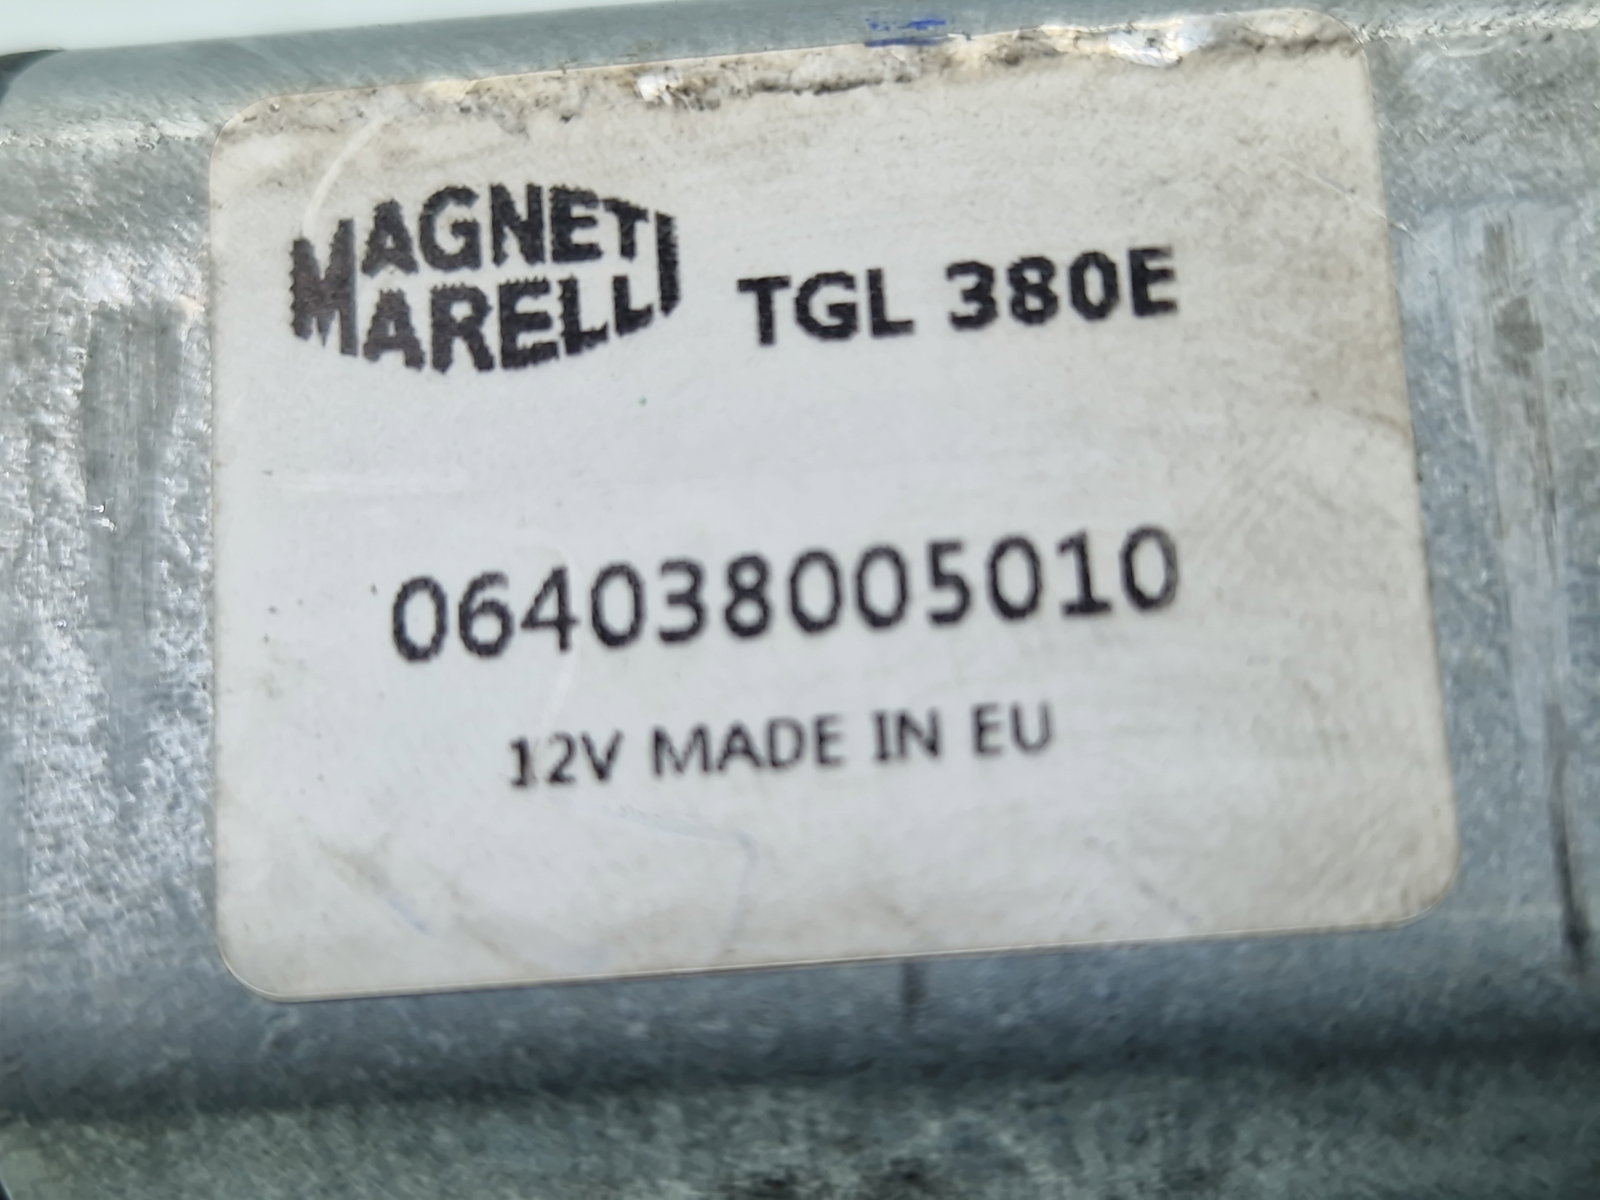 MAGNETI
MARELLI
TGL 380E
064038005010
12V MADE IN EU